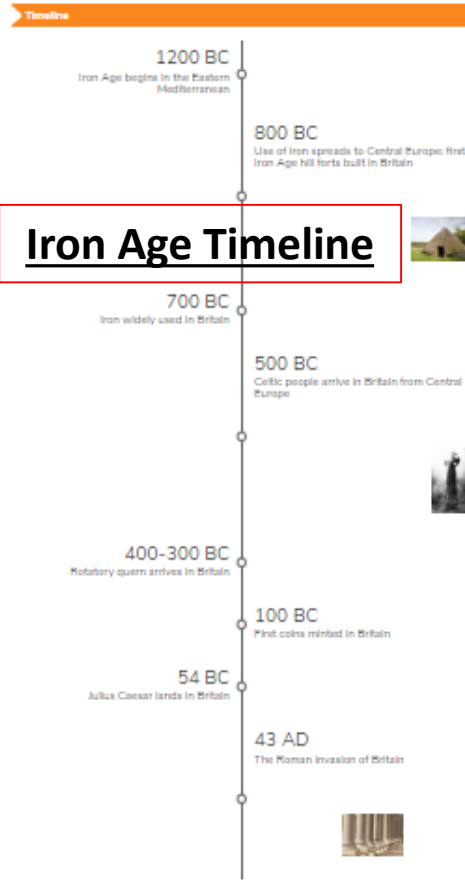 Timeline
1200 BC
Iron Age begins in the Eastern
Mediterranean
800 BC
Use of iron spreads to Central Europe; first
Iron Age hill forts built in Britain
Iron Age Timeline
700 BC
Iron widely used in Britain
500 BC
Celtic people arrive in Britain from Central
Europe
400-300 BC
Rotatory quern arrives in Britain
100 BC
First coins minted in Britain
54 BC
Julius Caesar lands in Britain
43 AD
The Roman Invasion of Britain